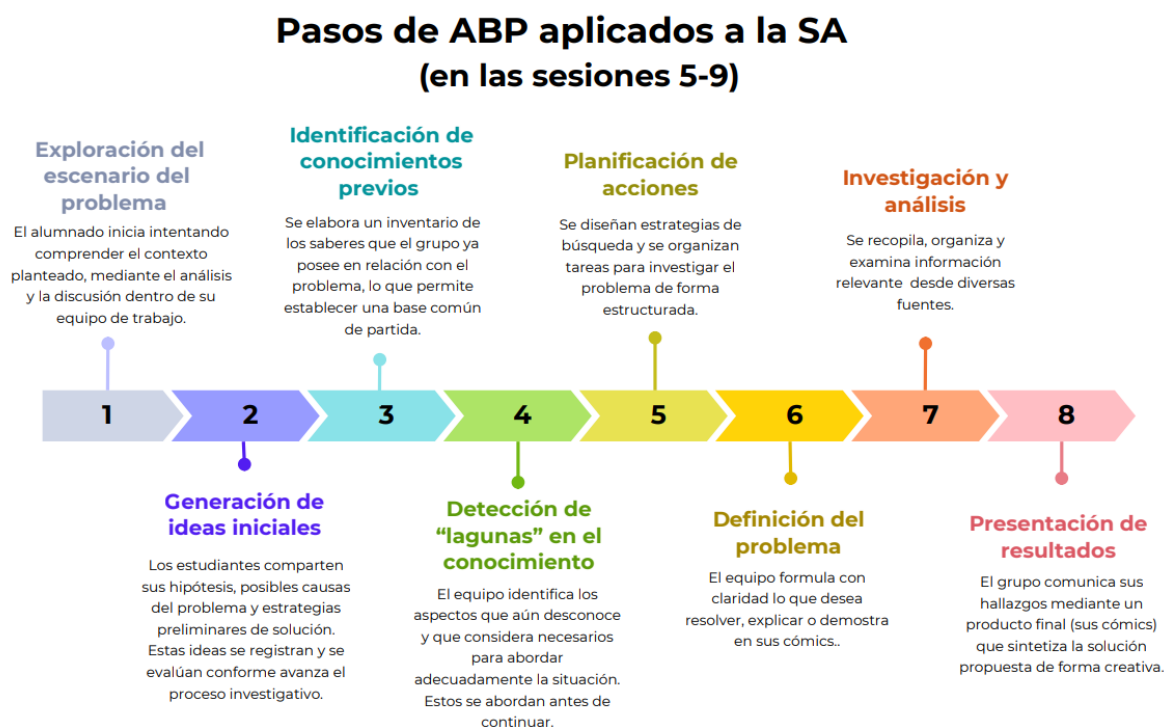 Pasos de ABP aplicados a la SA
(en las sesiones 5-9)
Exploración del
escenario del
problema
El alumnado inicia intentando
comprender el contexto
planteado, mediante el análisis
y la discusión dentro de su
equipo de trabajo.
Identificación de
conocimientos
previos
Se elabora un inventario de
los saberes que el grupo ya
posee en relación con el
problema, lo que permite
establecer una base común
de partida.
Planificación de
acciones
Se diseñan estrategias de
búsqueda y se organizan
tareas para investigar el
problema de forma
estructurada.
Investigación y
análisis
Se recopila, organiza y
examina información
relevante desde diversas
fuentes.
1
2
3
4
5
6
7
8
Generación de
ideas iniciales
Los estudiantes comparten
sus hipótesis, posibles causas
del problema y estrategias
preliminares de solución.
Estas ideas se registran y se
evalúan conforme avanza el
proceso investigativo.
Detección de
“lagunas” en el
conocimiento
El equipo identifica los
aspectos que aún desconoce
y que considera necesarios
para abordar
adecuadamente la situación.
Estos se abordan antes de
continuar.
Definición del
problema
El equipo formula con
claridad lo que desea
resolver, explicar o demostra
en sus cómics..
Presentación de
resultados
El grupo comunica sus
hallazgos mediante un
producto final (sus cómics)
que sintetiza la solución
propuesta de forma creativa.